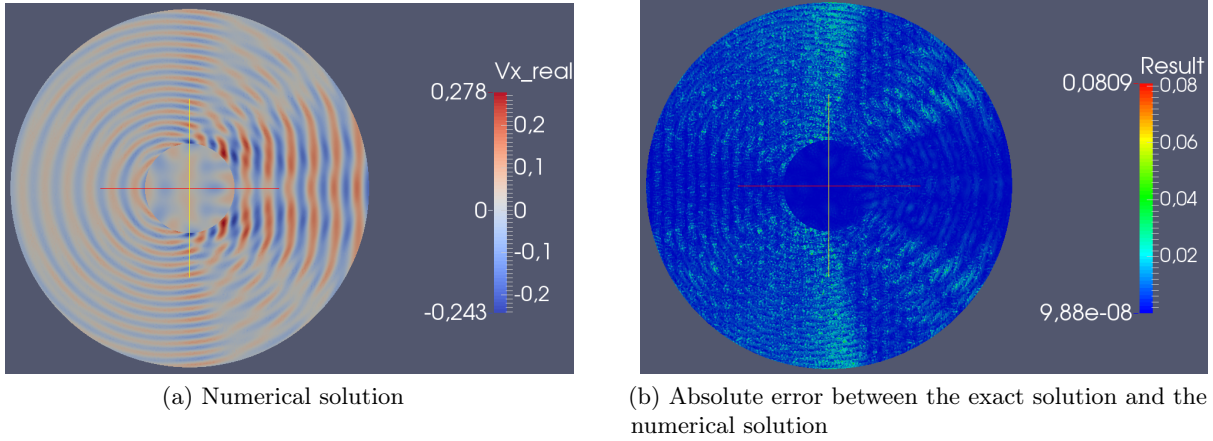 Vx_real
0,278
0,2
0,1
0
0
-0,1
-0,2
-0,243
Result
0,0809
0,08
0,06
0,04
0,02
9,88e-08
(a) Numerical solution
(b) Absolute error between the exact solution and the
numerical solution